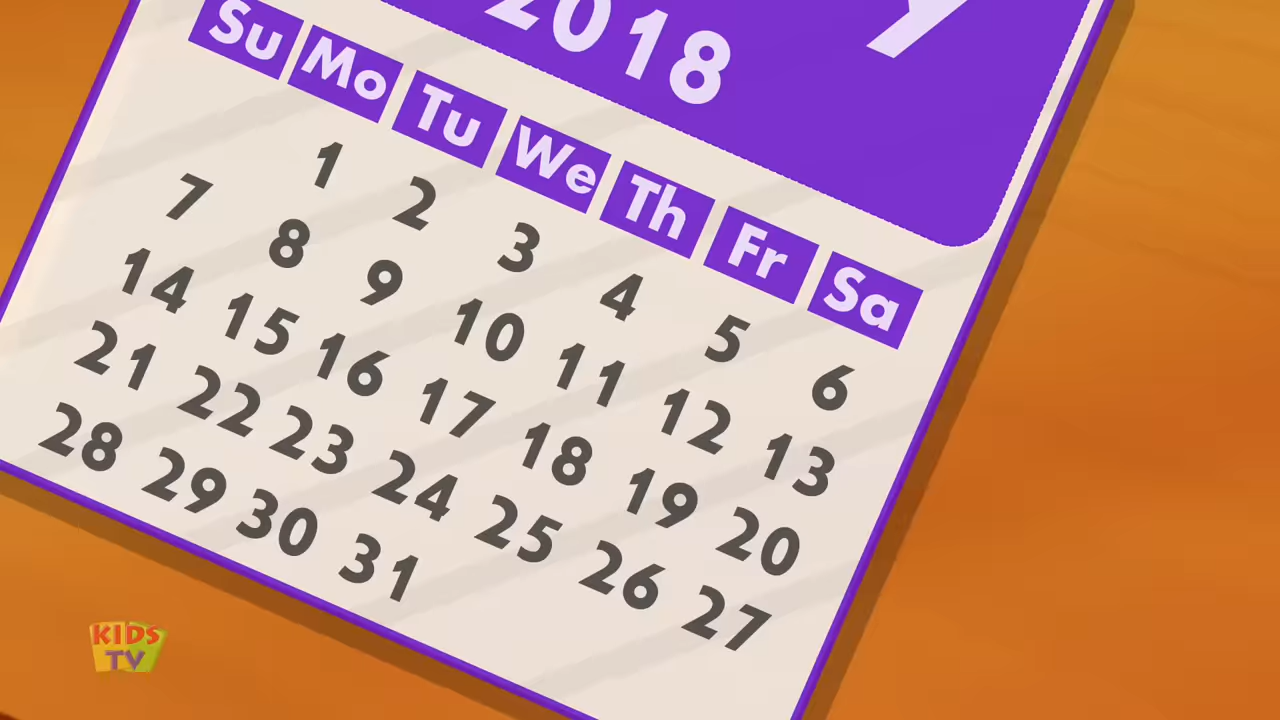 2018
y
Su Mo Tu We Th Fr Sa
1 2 3 4 5 6
7 8 9 10 11 12 13
14 15 16 17 18 19 20
21 22 23 24 25 26 27
28 29 30 31
KIDS
TV